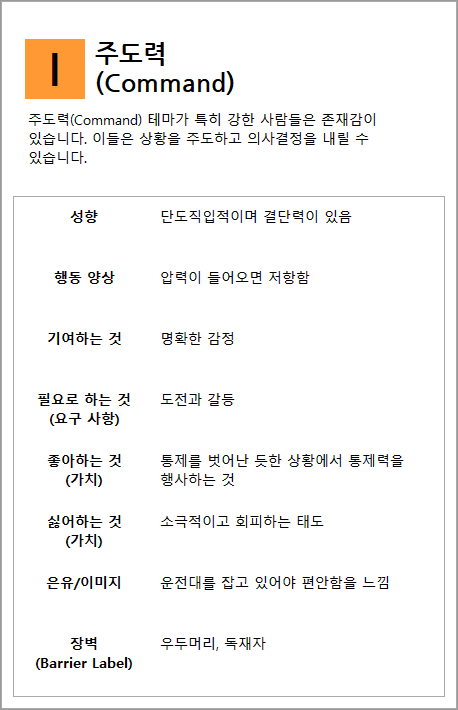 I
주도력
(Command)
주도력(Command) 테마가 특히 강한 사람들은 존재감이
있습니다. 이들은 상황을 주도하고 의사결정을 내릴 수
있습니다.
성향 단도직입적이며 결단력이 있음
행동 양상 압력이 들어오면 저항함
기여하는 것 명확한 감정
필요로 하는 것 도전과 갈등
(요구 사항)
좋아하는 것 통제를 벗어난 듯한 상황에서 통제력을
(가치) 행사하는 것
싫어하는 것 소극적이고 회피하는 태도
(가치)
은유/이미지 운전대를 잡고 있어야 편안함을 느낌
장벽 우두머리, 독재자
(Barrier Label)